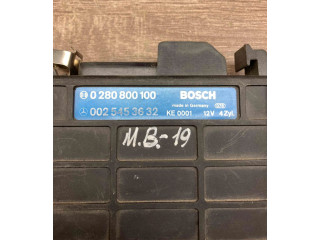 0 280 800 100 BOSCH
made in Germany
002 545 36 32 KE 0001 12V 4Zyl.
M.B.-19